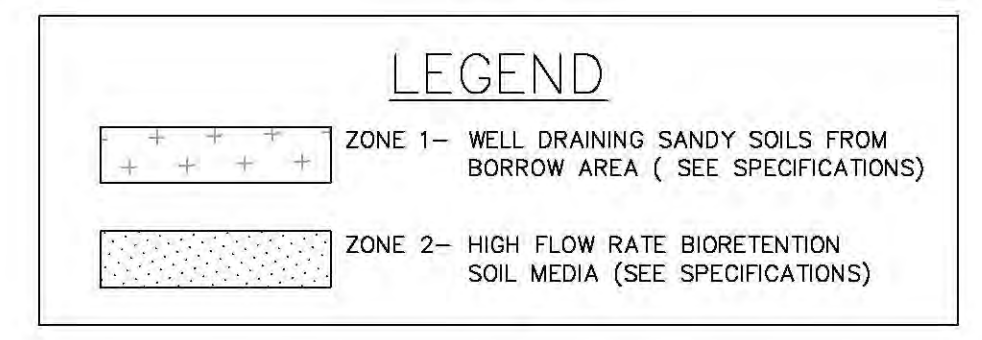 LEGEND
ZONE 1– WELL DRAINING SANDY SOILS FROM
BORROW AREA ( SEE SPECIFICATIONS)
ZONE 2– HIGH FLOW RATE BIORETENTION
SOIL MEDIA (SEE SPECIFICATIONS)